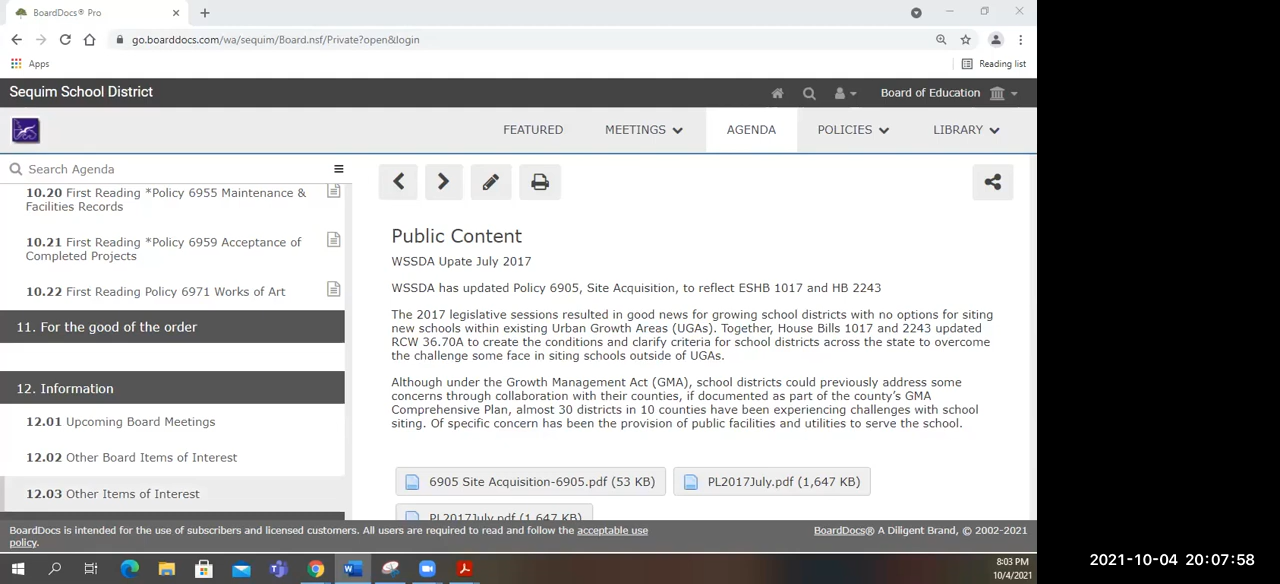 BoardDocs® Pro
go.boarddocs.com/wa/sequim/Board.nsf/Private?open&login
Apps
Reading list
Sequim School District
Board of Education
FEATURED
MEETINGS
AGENDA
POLICIES
LIBRARY
Search Agenda
10.20 First Reading *Policy 6955 Maintenance &
Facilities Records
10.21 First Reading *Policy 6959 Acceptance of
Completed Projects
10.22 First Reading Policy 6971 Works of Art
11. For the good of the order
12. Information
12.01 Upcoming Board Meetings
12.02 Other Board Items of Interest
12.03 Other Items of Interest
Public Content
WSSDA Upate July 2017
WSSDA has updated Policy 6905, Site Acquisition, to reflect ESHB 1017 and HB 2243
The 2017 legislative sessions resulted in good news for growing school districts with no options for siting
new schools within existing Urban Growth Areas (UGAs). Together, House Bills 1017 and 2243 updated
RCW 36.70A to create the conditions and clarify criteria for school districts across the state to overcome
the challenge some face in siting schools outside of UGAs.
Although under the Growth Management Act (GMA), school districts could previously address some
concerns through collaboration with their counties, if documented as part of the county's GMA
Comprehensive Plan, almost 30 districts in 10 counties have been experiencing challenges with school
siting. Of specific concern has been the provision of public facilities and utilities to serve the school.
6905 Site Acquisition-6905.pdf (53 KB)
PL2017July.pdf (1,647 KB)
PL2017July.pdf (1,647 KB)
BoardDocs is intended for the use of subscribers and licensed customers. All users are required to read and follow the acceptable use
policy.
BoardDocs® A Diligent Brand, © 2002-2021
8:03 PM
10/4/2021
2021-10-04 20:07:58